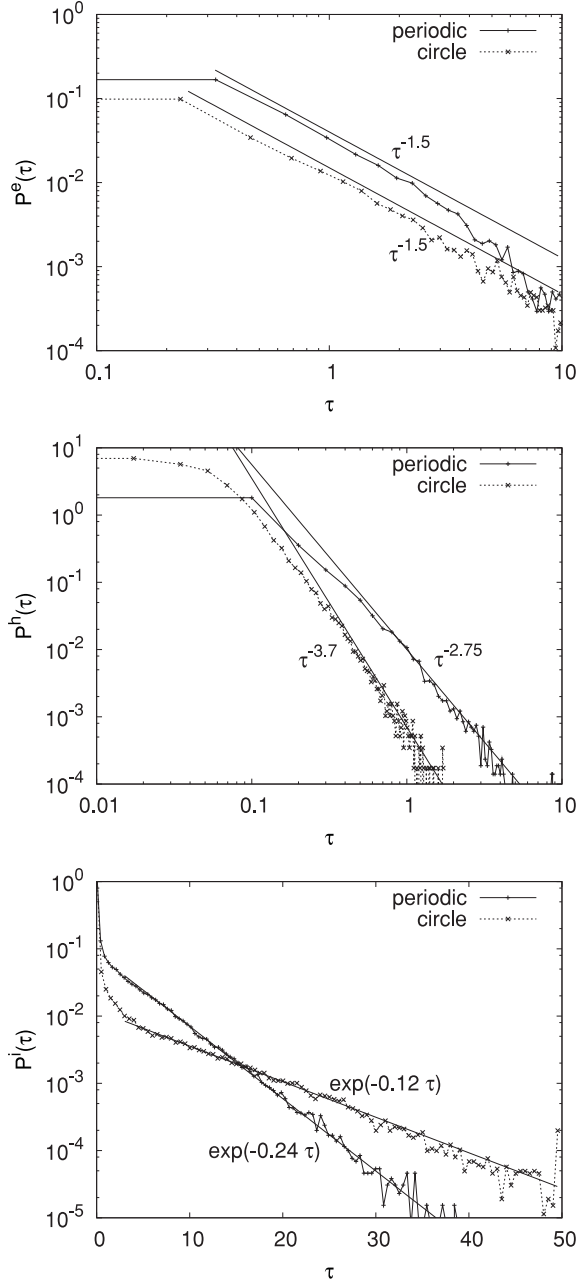 periodic
circle
10^0
10^-1
10^-2
10^-3
10^-4
P^e(τ)
τ^-1.5
τ^-1.5
0.1
1
10
τ
periodic
circle
10^1
10^0
10^-1
10^-2
10^-3
10^-4
P^h(τ)
τ^-3.7
τ^-2.75
0.01
0.1
1
10
τ
periodic
circle
10^0
10^-1
10^-2
10^-3
10^-4
10^-5
P^i(τ)
exp(-0.12 τ)
exp(-0.24 τ)
0
10
20
30
40
50
τ